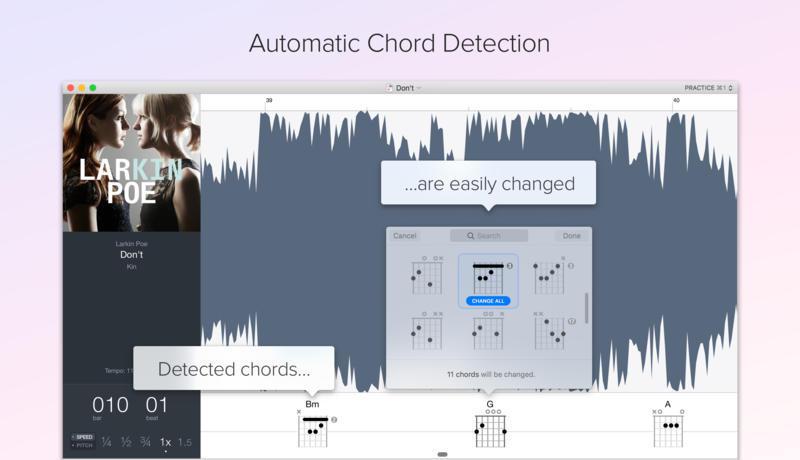 Automatic Chord Detection
Don't
PRACTICE ⌘1
39
40
LARKIN
POE
...are easily changed
Cancel
Search
Done
Larkin Poe
Don't
Kin
CHANGE ALL
Detected chords...
11 chords will be changed.
010 01
bar beat
SPEED
PITCH
¼ ½ ¾ 1x 1.5
Bm
G
A